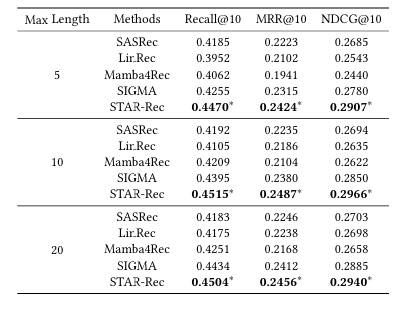 Max Length Methods Recall@10 MRR@10 NDCG@10
SASRec 0.4185 0.2223 0.2685
Lir.Rec 0.3952 0.2102 0.2543
5 Mamba4Rec 0.4062 0.1941 0.2440
SIGMA 0.4255 0.2315 0.2780
STAR-Rec 0.4470* 0.2424* 0.2907*
SASRec 0.4192 0.2235 0.2694
Lir.Rec 0.4105 0.2186 0.2635
10 Mamba4Rec 0.4209 0.2104 0.2622
SIGMA 0.4395 0.2380 0.2850
STAR-Rec 0.4515* 0.2487* 0.2966*
SASRec 0.4183 0.2246 0.2703
Lir.Rec 0.4175 0.2238 0.2698
20 Mamba4Rec 0.4251 0.2168 0.2658
SIGMA 0.4434 0.2412 0.2885
STAR-Rec 0.4504* 0.2456* 0.2940*